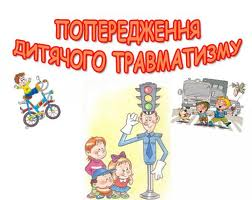 ПОПЕРЕДЖЕННЯ
ДИТЯЧОГО ТРАВМАТИЗМУ